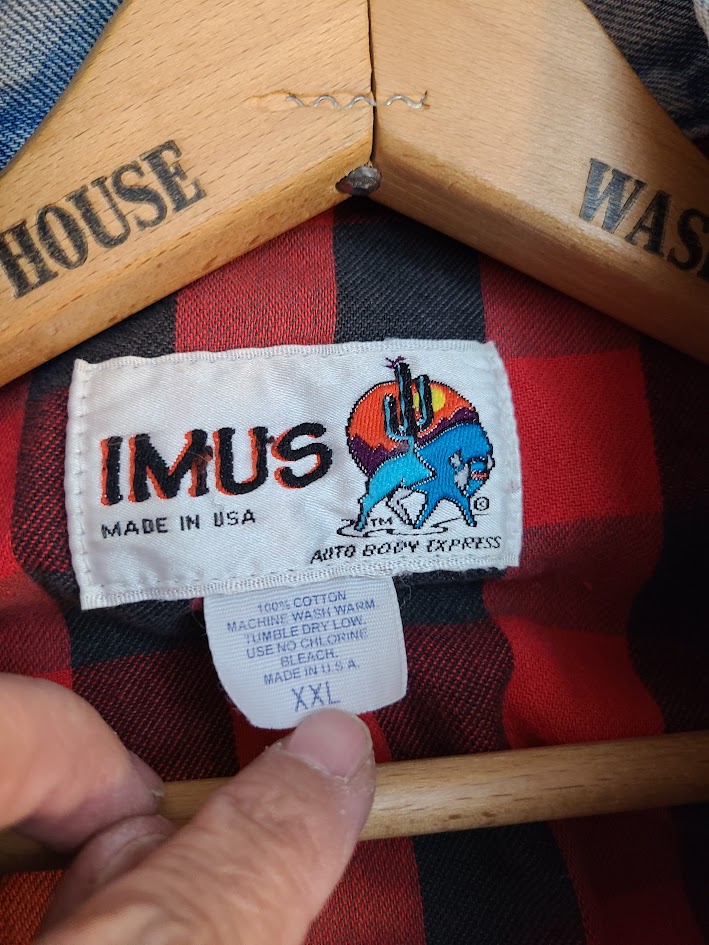 HOUSE
WAS
IMUS
MADE IN USA
TM
©
AUTO BODY EXPRESS
100% COTTON
MACHINE WASH WARM.
TUMBLE DRY LOW.
USE NO CHLORINE
BLEACH.
MADE IN U.S.A.
XXL